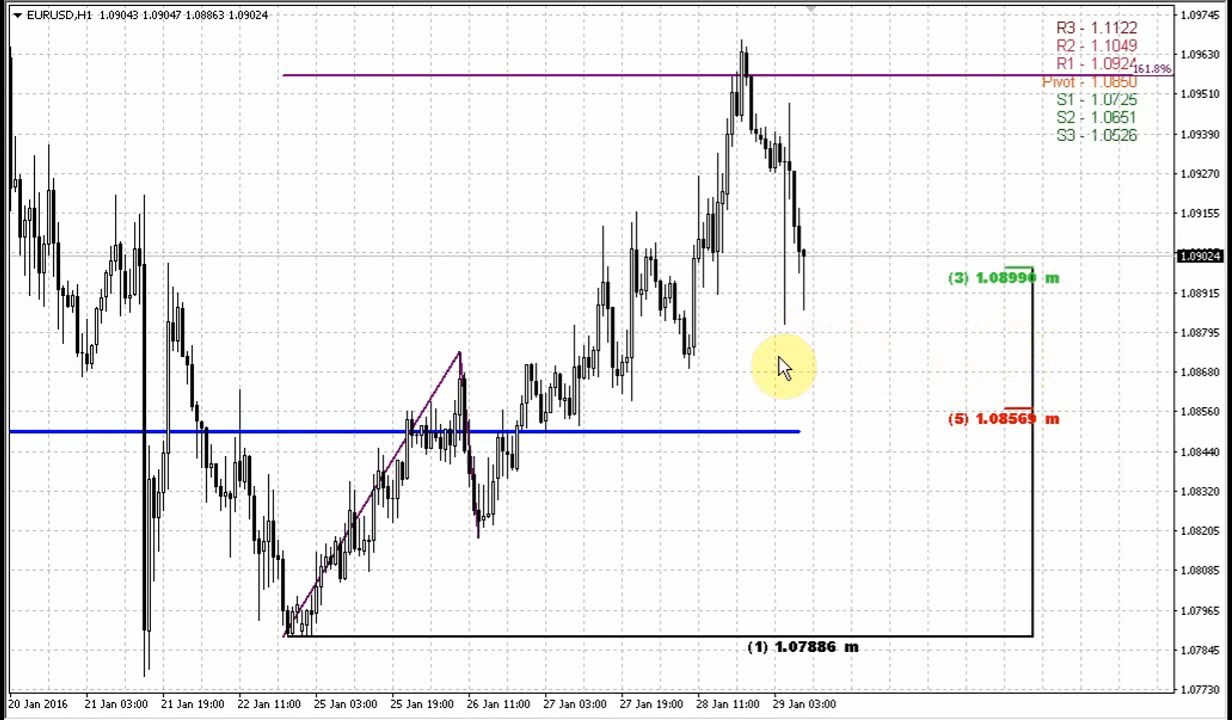 EURUSD,H1 1.09043 1.09047 1.08863 1.09024
R3 - 1.1122
R2 - 1.1049
R1 - 1.0924
161.8%
Pivot - 1.0850
S1 - 1.0725
S2 - 1.0651
S3 - 1.0526
1.09745
1.09630
1.09510
1.09390
1.09270
1.09155
1.09024
1.08915
1.08795
1.08680
1.08560
1.08440
1.08320
1.08205
1.08085
1.07965
1.07845
1.07730
(3) 1.08990 m
(5) 1.08569 m
(1) 1.07886 m
20 Jan 2016 21 Jan 03:00 21 Jan 19:00 22 Jan 11:00 25 Jan 03:00 25 Jan 19:00 26 Jan 11:00 27 Jan 03:00 27 Jan 19:00 28 Jan 11:00 29 Jan 03:00